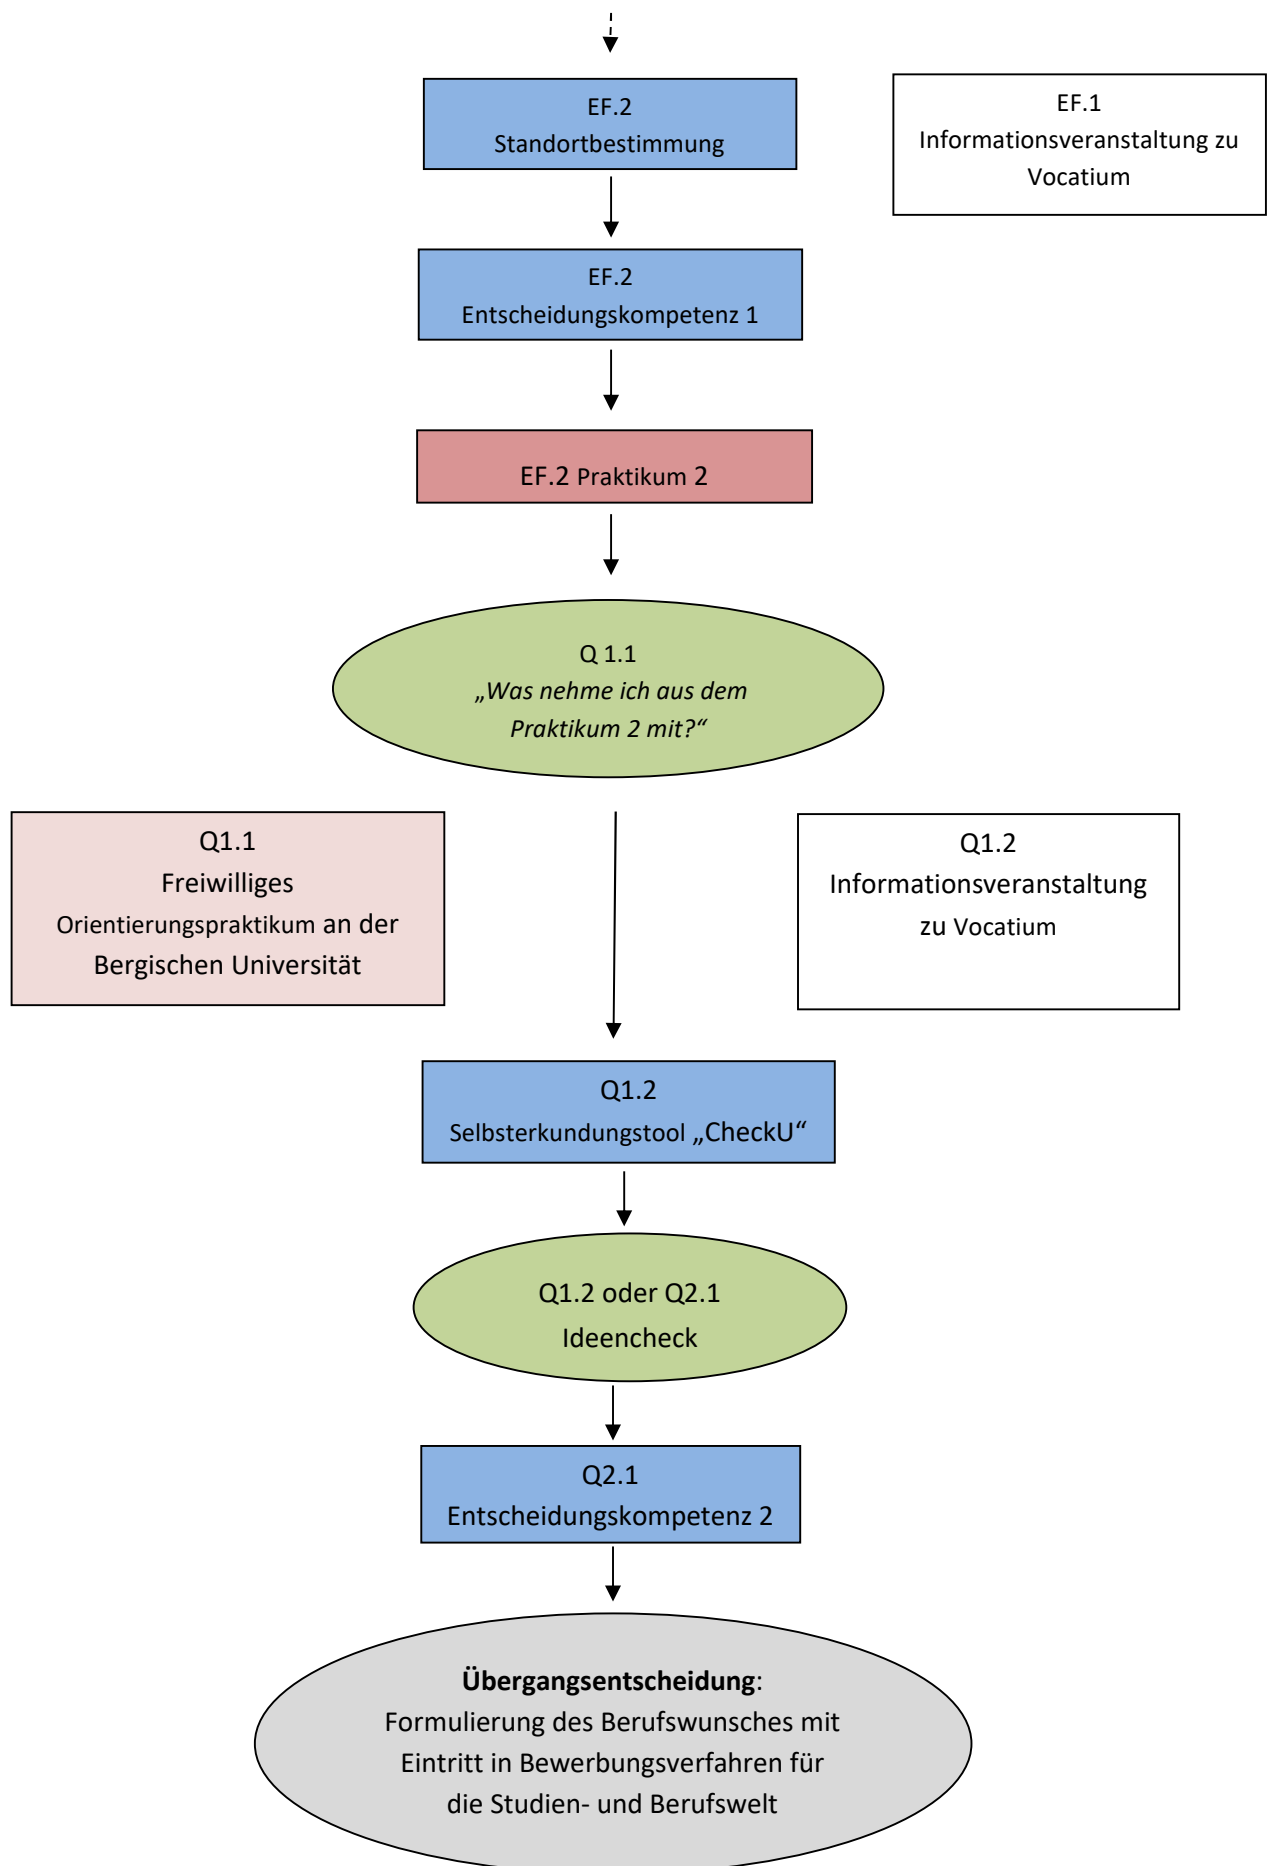 EF.2
Standortbestimmung
EF.1
Informationsveranstaltung zu
Vocatium
EF.2
Entscheidungskompetenz 1
EF.2 Praktikum 2
Q 1.1
„Was nehme ich aus dem
Praktikum 2 mit?“
Q1.1
Freiwilliges
Orientierungspraktikum an der
Bergischen Universität
Q1.2
Informationsveranstaltung
zu Vocatium
Q1.2
Selbsterkundungstool „CheckU“
Q1.2 oder Q2.1
Ideencheck
Q2.1
Entscheidungskompetenz 2
Übergangsentscheidung:
Formulierung des Berufswunsches mit
Eintritt in Bewerbungsverfahren für
die Studien- und Berufswelt